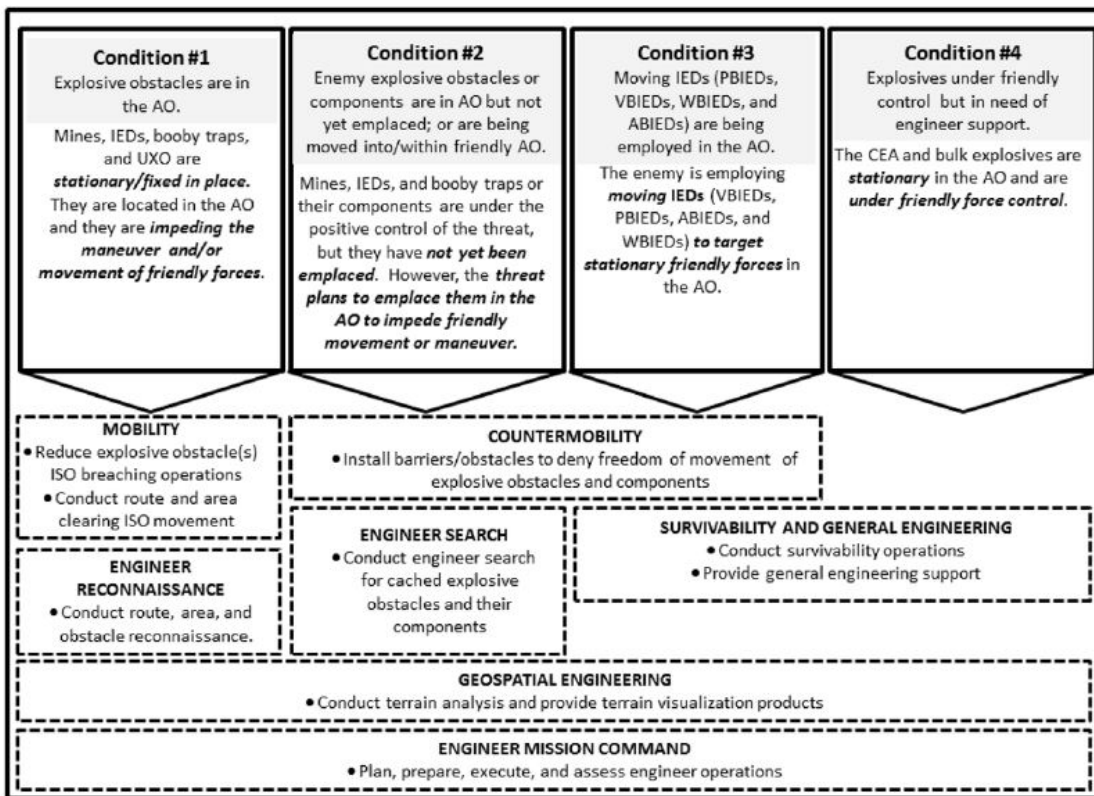 Condition #1
Explosive obstacles are in
the AO.
Mines, IEDs, booby traps,
and UXO are
stationary/fixed in place.
They are located in the AO
and they are impeding the
maneuver and/or
movement of friendly forces.
Condition #2
Enemy explosive obstacles or
components are in AO but not
yet emplaced; or are being
moved into/within friendly AO.
Mines, IEDs, and booby traps or
their components are under the
positive control of the threat,
but they have not yet been
emplaced. However, the threat
plans to emplace them in the
AO to impede friendly
movement or maneuver.
Condition #3
Moving IEDs (PBIEDs,
VBIEDs, WBIEDs, and
ABIEDs) are being
employed in the AO.
The enemy is employing
moving IEDs (VBIEDs,
PBIEDs, ABIEDs, and
WBIEDs) to target
stationary friendly forces in
the AO.
Condition #4
Explosives under friendly
control but in need of
engineer support.
The CEA and bulk explosives are
stationary in the AO and are
under friendly force control.
MOBILITY
• Reduce explosive obstacle(s)
ISO breaching operations
• Conduct route and area
clearing ISO movement
COUNTERMOBILITY
• Install barriers/obstacles to deny freedom of movement of
explosive obstacles and components
ENGINEER
RECONNAISSANCE
• Conduct route, area, and
obstacle reconnaissance.
ENGINEER SEARCH
• Conduct engineer search
for cached explosive
obstacles and their
components
SURVIVABILITY AND GENERAL ENGINEERING
• Conduct survivability operations
• Provide general engineering support
GEOSPATIAL ENGINEERING
• Conduct terrain analysis and provide terrain visualization products
ENGINEER MISSION COMMAND
• Plan, prepare, execute, and assess engineer operations